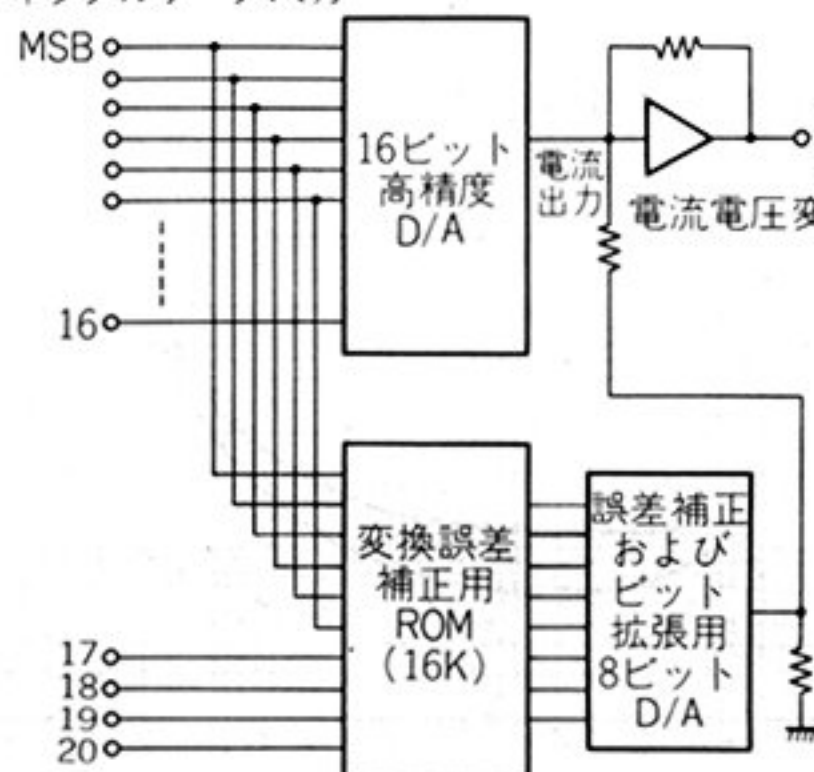 MSB
16ビット
高精度
D/A
電流
出力
電流電圧変
16
変換誤差
補正用
ROM
(16K)
誤差補正
および
ビット
拡張用
8ビット
D/A
17
18
19
20